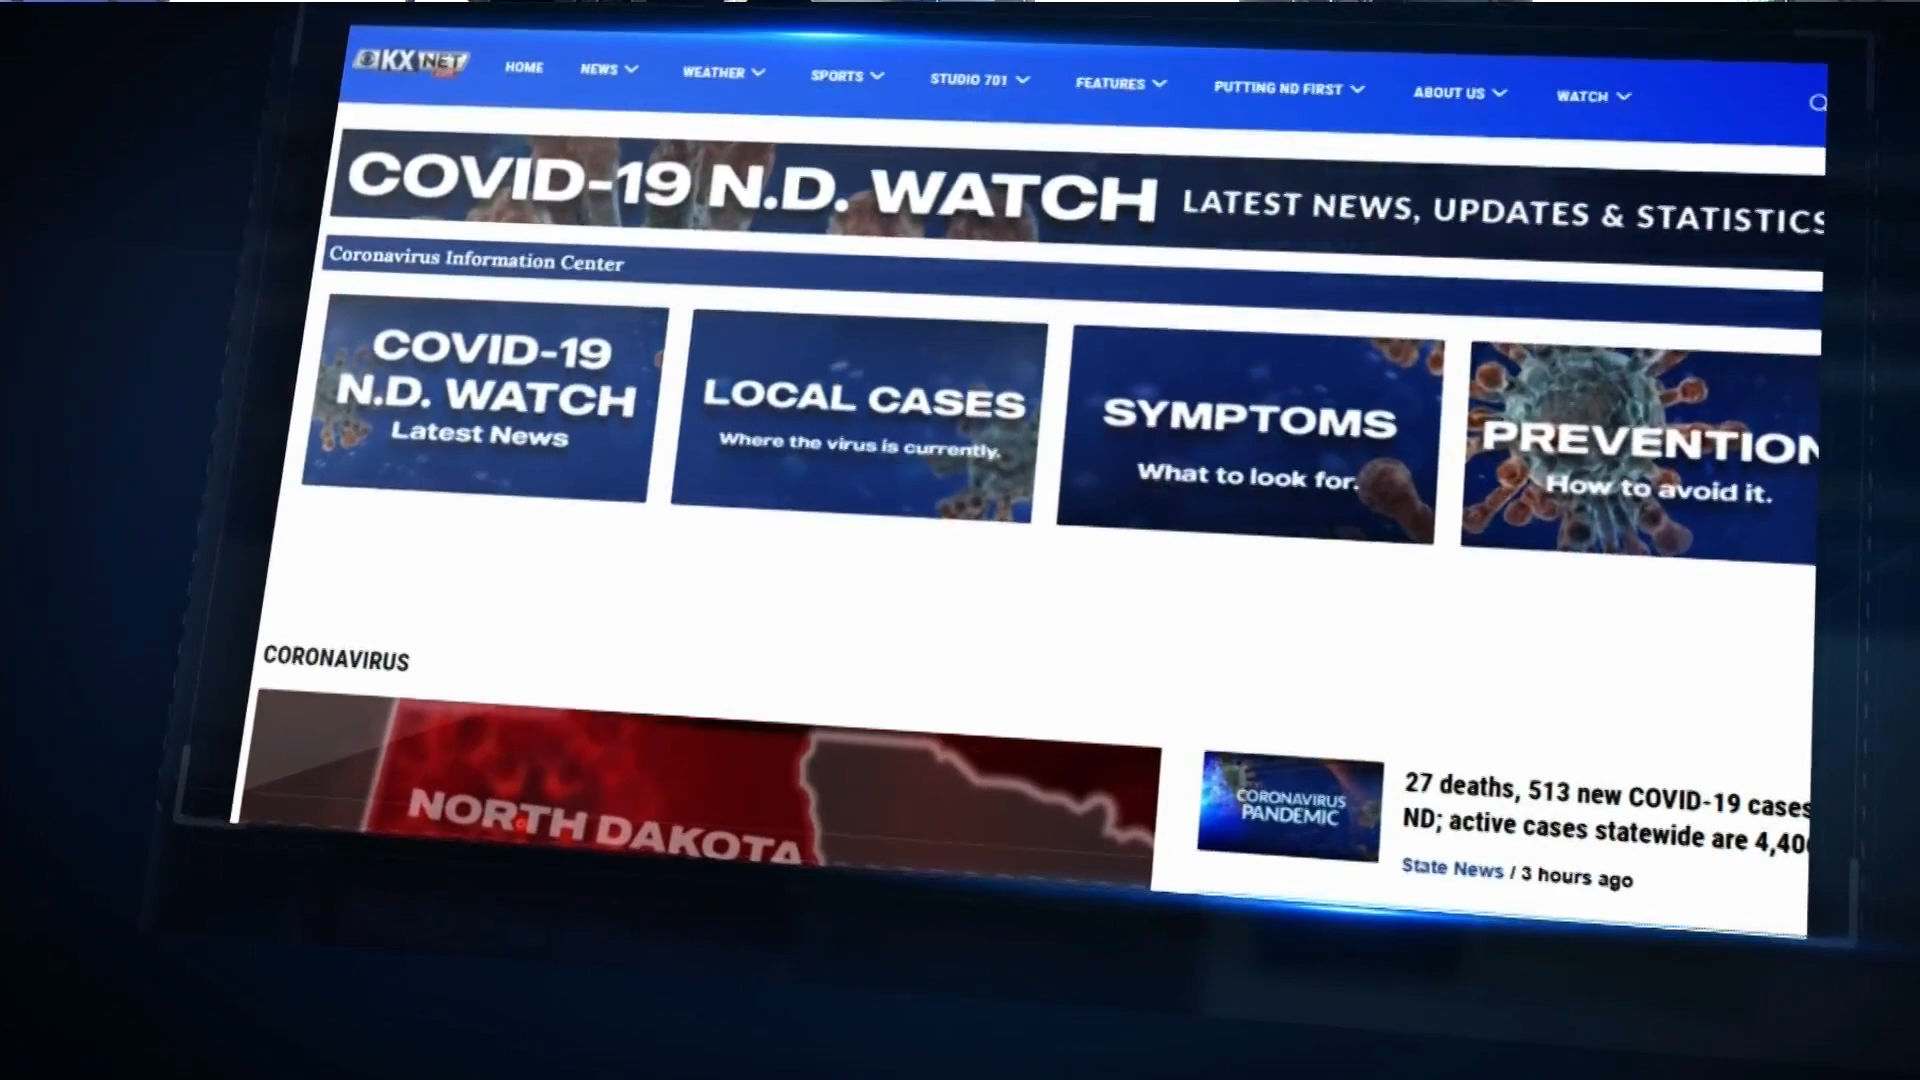 KXNET
HOME NEWS WEATHER SPORTS STUDIO 701 FEATURES PUTTING ND FIRST ABOUT US WATCH
COVID-19 N.D. WATCH LATEST NEWS, UPDATES & STATISTICS
Coronavirus Information Center
COVID-19
N.D. WATCH
Latest News
LOCAL CASES
Where the virus is currently.
SYMPTOMS
What to look for.
PREVENTION
How to avoid it.
CORONAVIRUS
NORTH DAKOTA
CORONAVIRUS
PANDEMIC
27 deaths, 513 new COVID-19 cases
ND; active cases statewide are 4,40
State News / 3 hours ago